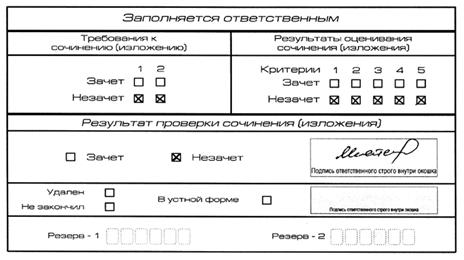 Заполняется ответственным
Требования к сочинению (изложению)
Результаты оценивания сочинения (изложения)
1 2
Зачет
Незачет
Критерии 1 2 3 4 5
Зачет
Незачет
Результат проверки сочинения (изложения)
Зачет Незачет
Подпись ответственного строго внутри окошка
Удален
Не закончил
В устной форме
Подпись ответственного строго внутри окошка
Резерв - 1
Резерв - 2